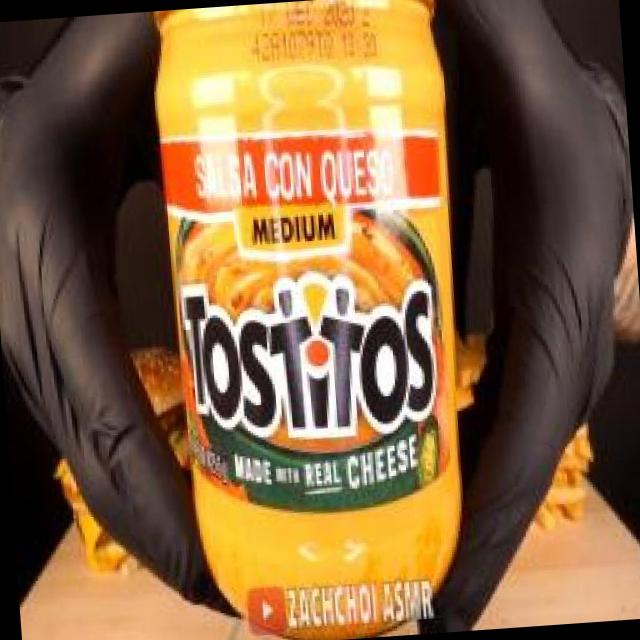 SALSA CON QUESO
MEDIUM
TOSTITOS
MADE WITH REAL CHEESE
ZACHCHOI ASMR